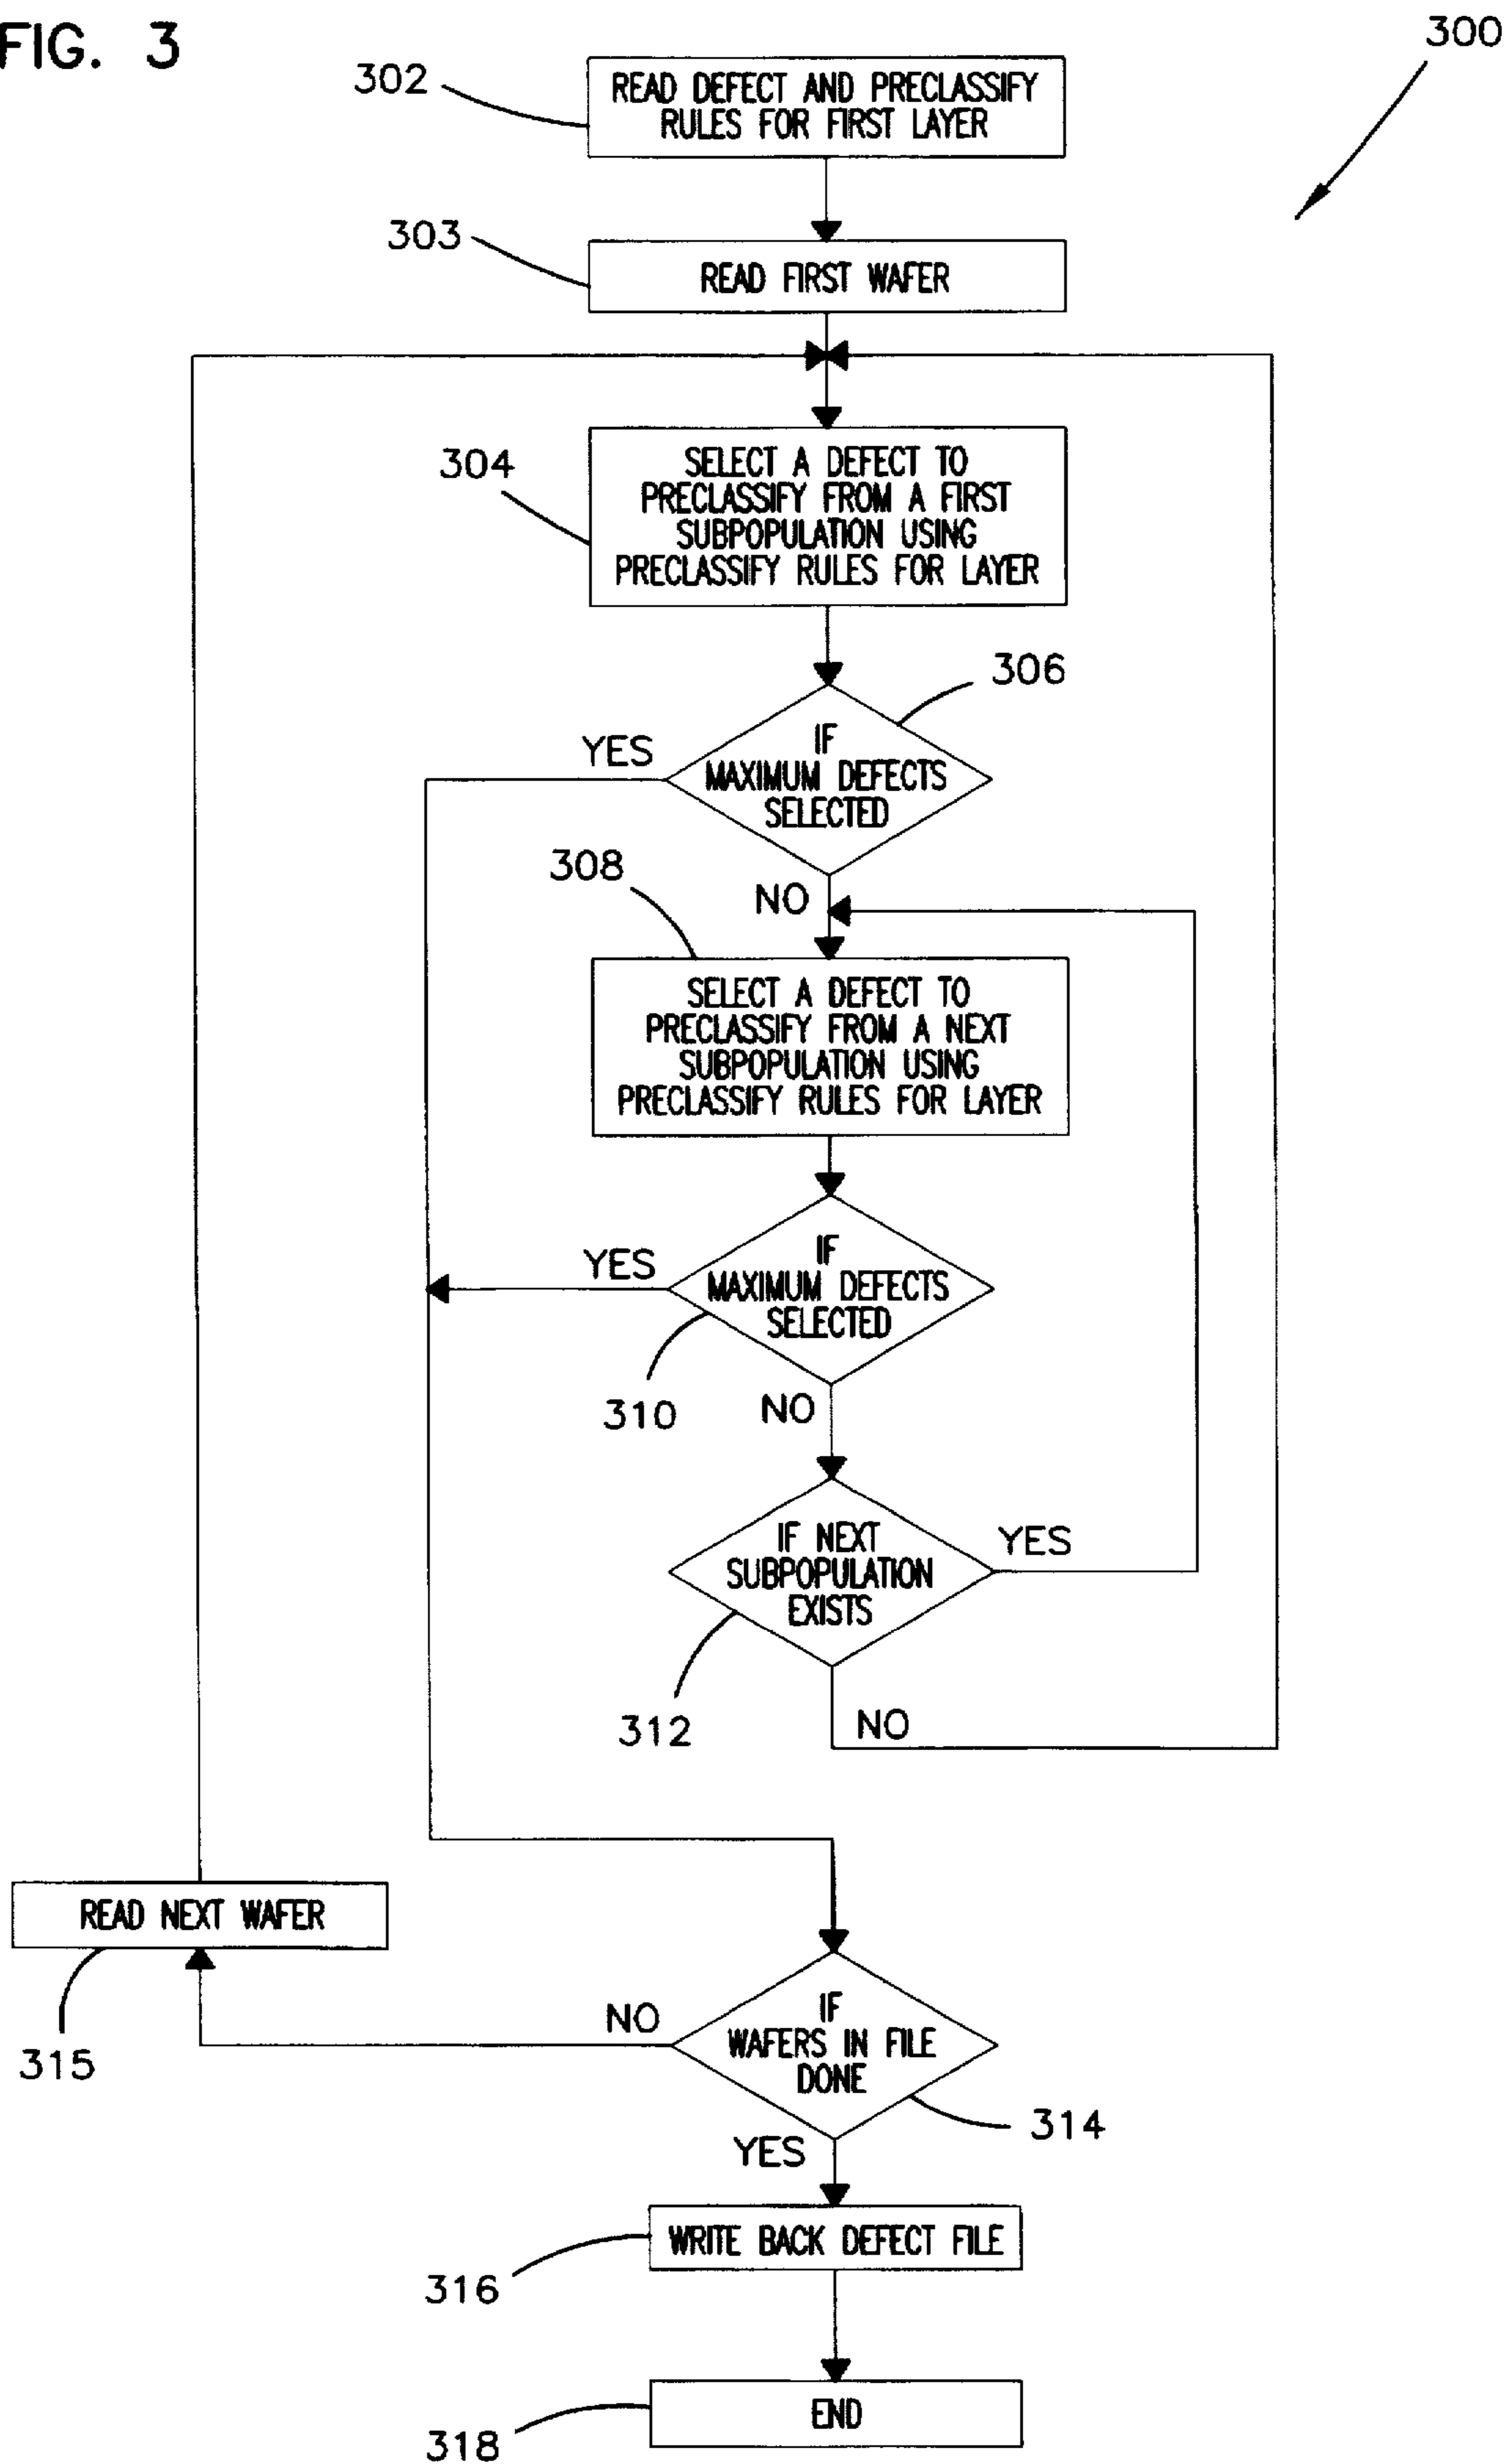 FIG. 3
300
302
READ DEFECT AND PRECLASSIFY
RULES FOR FIRST LAYER
303
READ FIRST WAFER
304
SELECT A DEFECT TO
PRECLASSIFY FROM A FIRST
SUBPOPULATION USING
PRECLASSIFY RULES FOR LAYER
306
YES
IF
MAXIMUM DEFECTS
SELECTED
308
NO
SELECT A DEFECT TO
PRECLASSIFY FROM A NEXT
SUBPOPULATION USING
PRECLASSIFY RULES FOR LAYER
YES
IF
MAXIMUM DEFECTS
SELECTED
310
NO
IF NEXT
SUBPOPULATION
EXISTS
YES
312
NO
READ NEXT WAFER
315
NO
IF
WAFERS IN FILE
DONE
314
YES
WRITE BACK DEFECT FILE
316
END
318